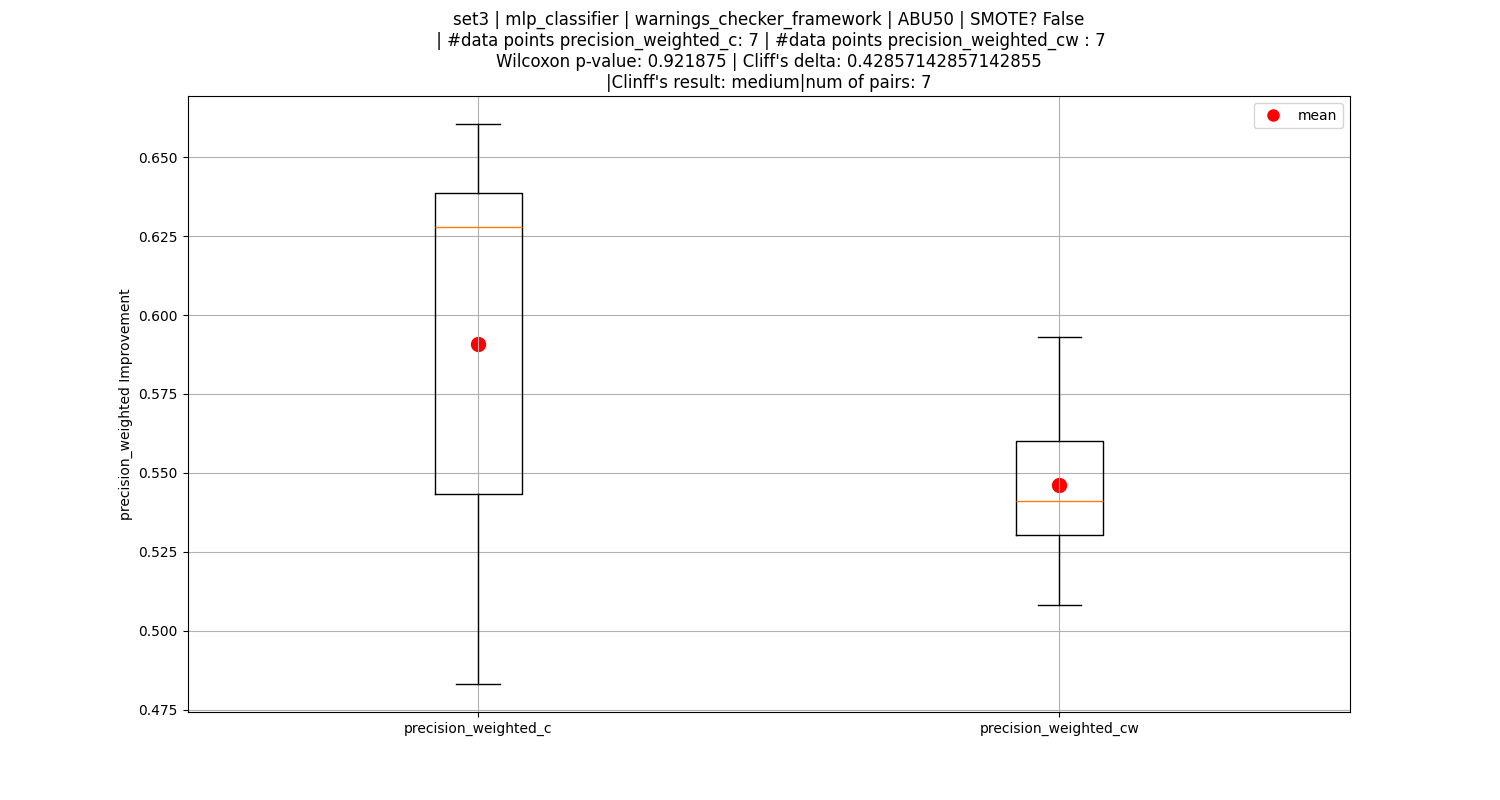 set3 | mlp_classifier | warnings_checker_framework | ABU50 | SMOTE? False
| #data points precision_weighted_c: 7 | #data points precision_weighted_cw : 7
Wilcoxon p-value: 0.921875 | Cliff's delta: 0.42857142857142855
|Clinff's result: medium|num of pairs: 7
mean
0.650
0.625
0.600
0.575
0.550
0.525
0.500
0.475
precision_weighted Improvement
precision_weighted_c
precision_weighted_cw